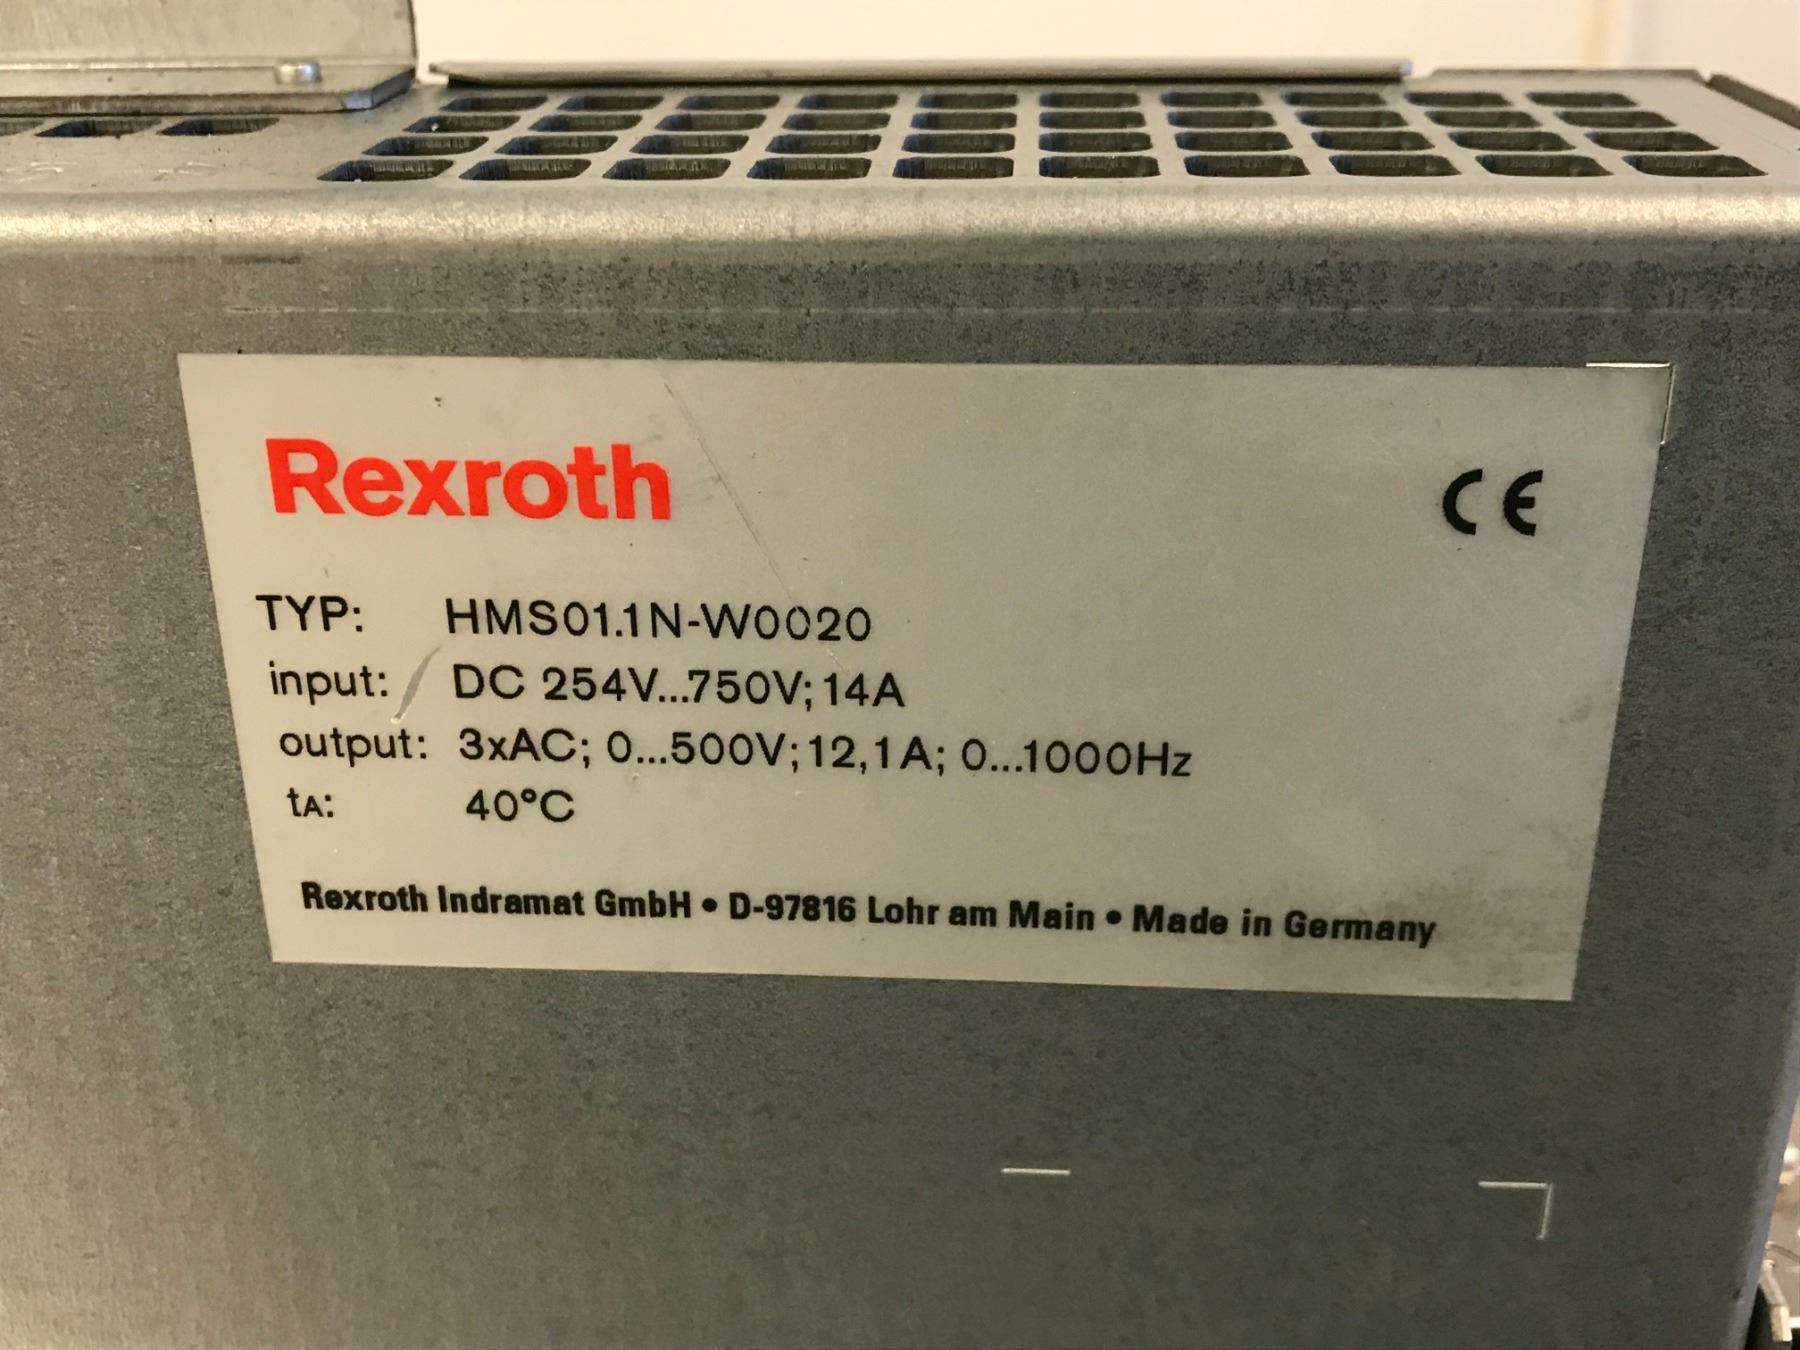 Rexroth
CE
TYP: HMS01.1N-W0020
input: DC 254V...750V; 14A
output: 3xAC; 0...500V; 12,1A; 0...1000Hz
tA: 40°C
Rexroth Indramat GmbH • D-97816 Lohr am Main • Made in Germany